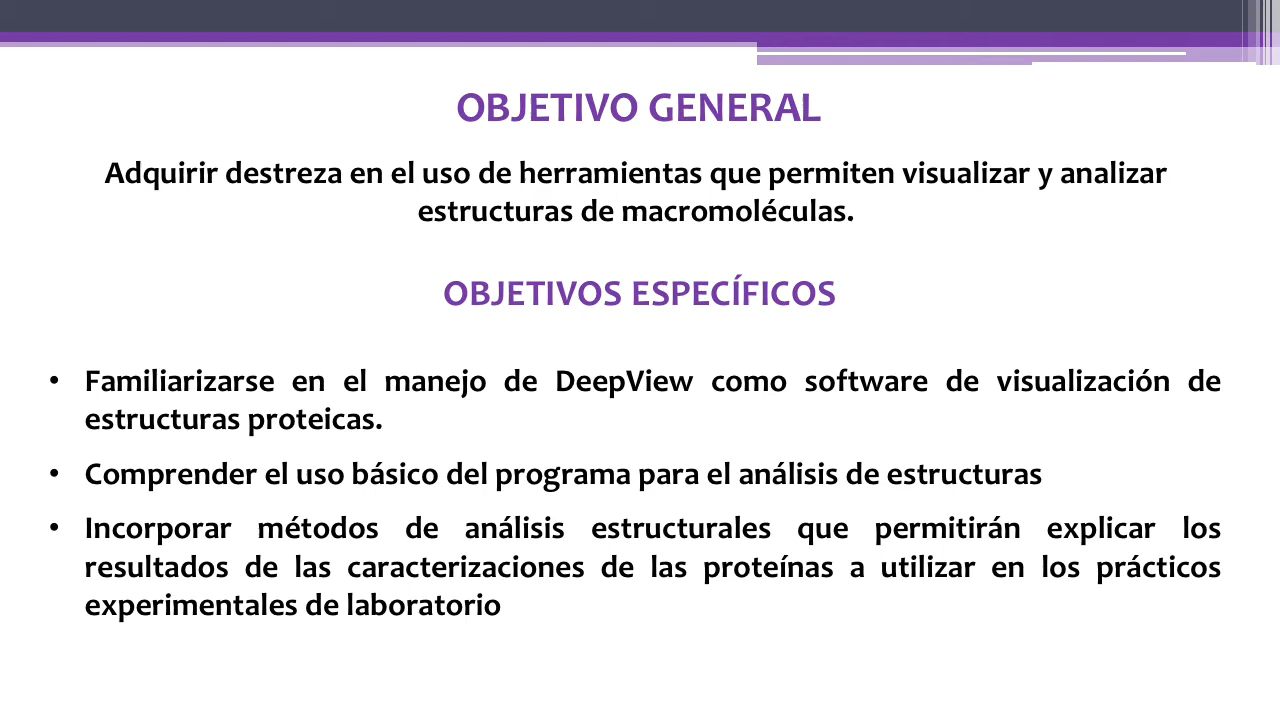 OBJETIVO GENERAL
Adquirir destreza en el uso de herramientas que permiten visualizar y analizar
estructuras de macromoléculas.
OBJETIVOS ESPECÍFICOS
• Familiarizarse en el manejo de DeepView como software de visualización de
estructuras proteicas.
• Comprender el uso básico del programa para el análisis de estructuras
• Incorporar métodos de análisis estructurales que permitirán explicar los
resultados de las caracterizaciones de las proteínas a utilizar en los prácticos
experimentales de laboratorio